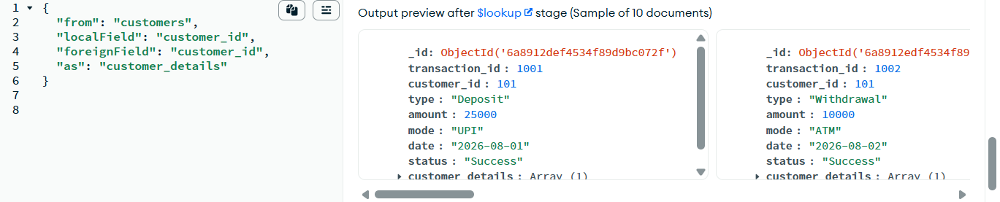 1 {
2 "from": "customers",
3 "localField": "customer_id",
4 "foreignField": "customer_id",
5 "as": "customer_details"
6 }
7
8
Output preview after $lookup stage (Sample of 10 documents)
_id: ObjectId('6a8912def4534f89d9bc072f')
transaction_id : 1001
customer_id : 101
type : "Deposit"
amount : 25000
mode : "UPI"
date : "2026-08-01"
status : "Success"
customer_details : Array (1)
_id: ObjectId('6a8912edf4534f89
transaction_id : 1002
customer_id : 101
type : "Withdrawal"
amount : 10000
mode : "ATM"
date : "2026-08-02"
status : "Success"
customer_details : Array (1)